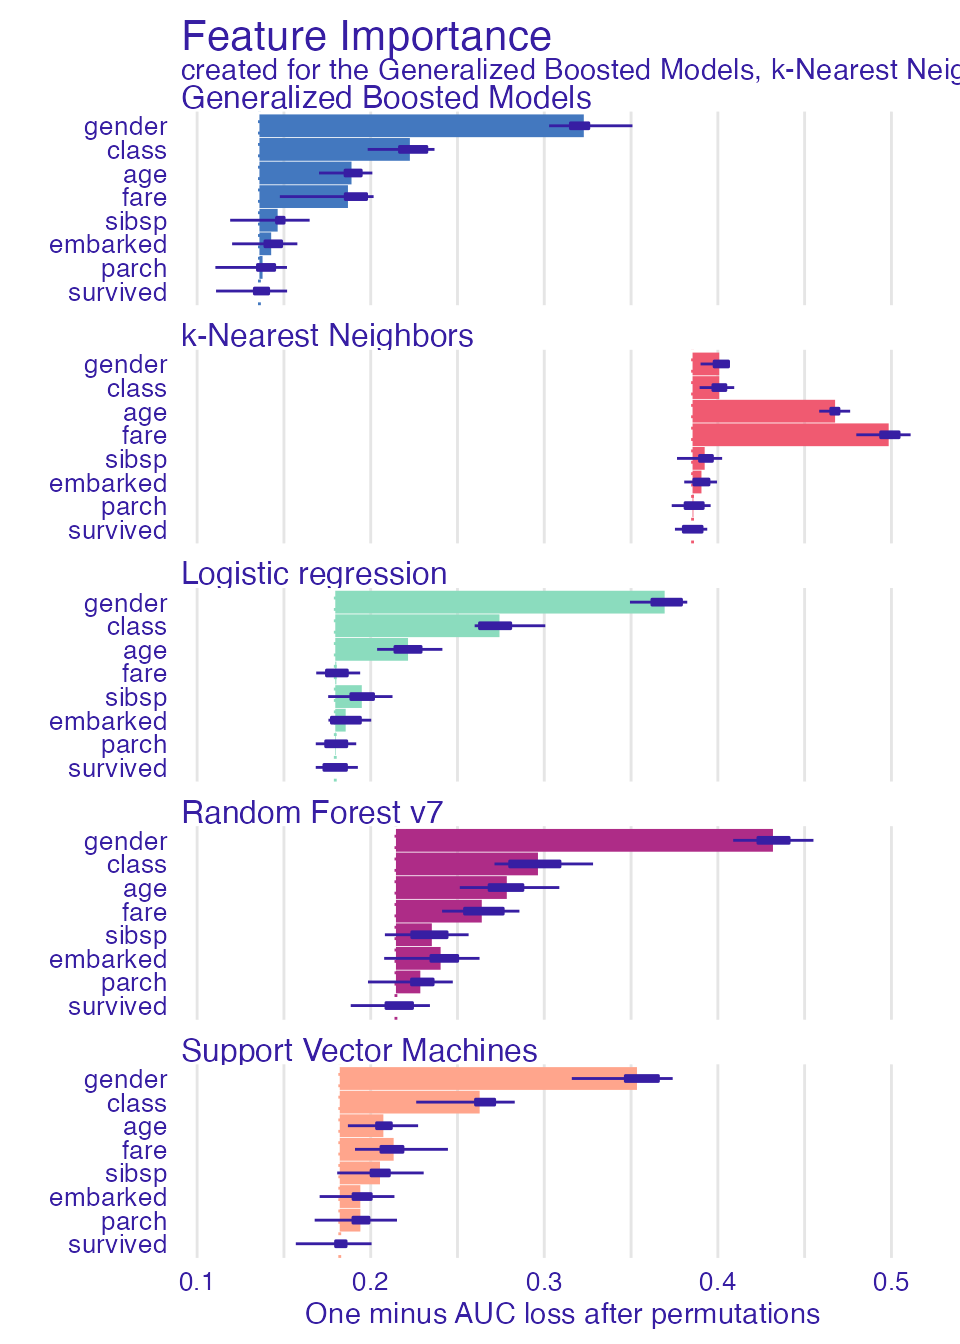 Feature Importance
created for the Generalized Boosted Models, k-Nearest Neig
Generalized Boosted Models
gender
class
age
fare
sibsp
embarked
parch
survived
k-Nearest Neighbors
gender
class
age
fare
sibsp
embarked
parch
survived
Logistic regression
gender
class
age
fare
sibsp
embarked
parch
survived
Random Forest v7
gender
class
age
fare
sibsp
embarked
parch
survived
Support Vector Machines
gender
class
age
fare
sibsp
embarked
parch
survived
0.1 0.2 0.3 0.4 0.5
One minus AUC loss after permutations